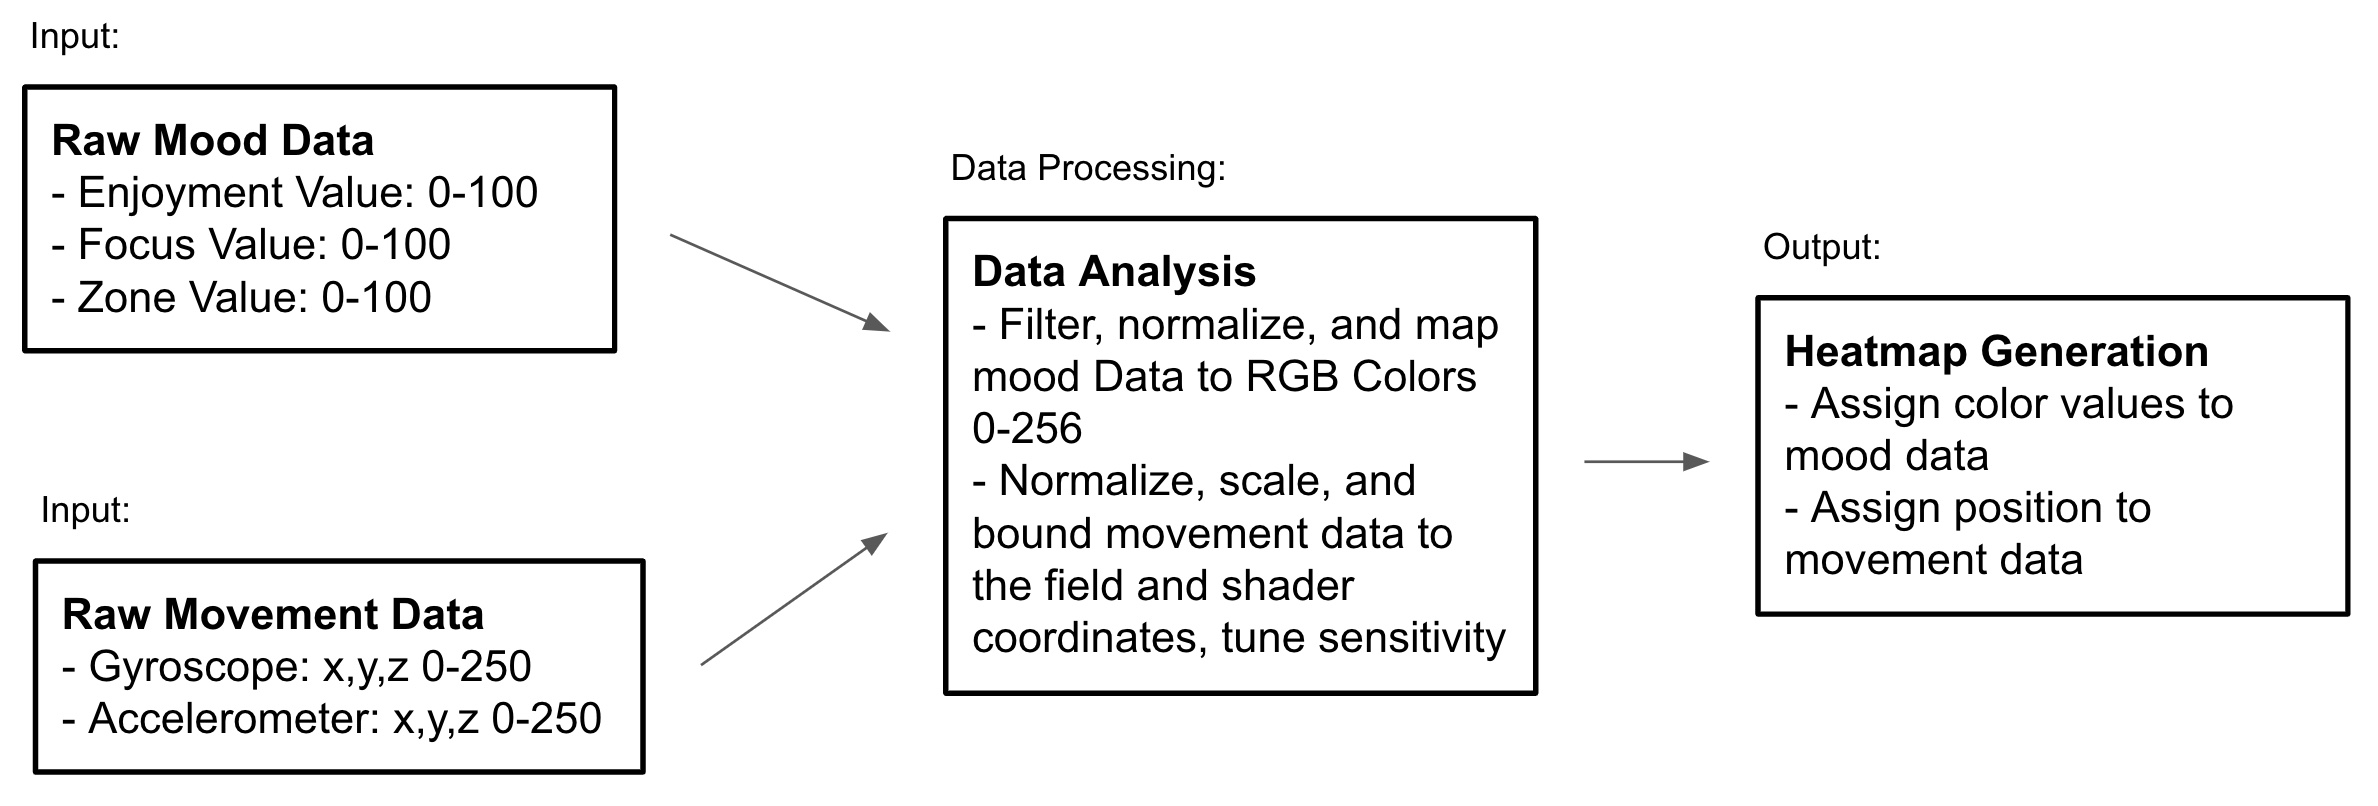 Input:
Raw Mood Data
- Enjoyment Value: 0-100
- Focus Value: 0-100
- Zone Value: 0-100
Input:
Raw Movement Data
- Gyroscope: x,y,z 0-250
- Accelerometer: x,y,z 0-250
Data Processing:
Data Analysis
- Filter, normalize, and map
mood Data to RGB Colors
0-256
- Normalize, scale, and
bound movement data to
the field and shader
coordinates, tune sensitivity
Output:
Heatmap Generation
- Assign color values to
mood data
- Assign position to
movement data